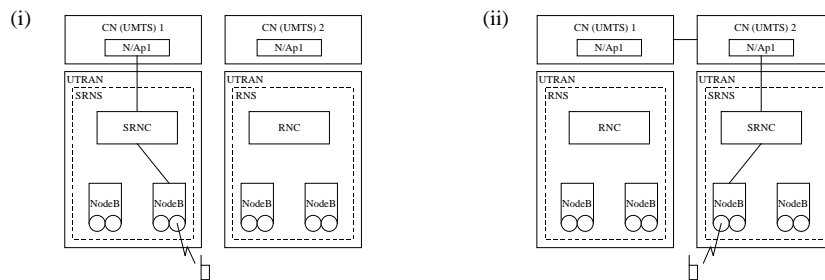 (i)
CN (UMTS) 1
N/Ap1
CN (UMTS) 2
N/Ap1
UTRAN
SRNS
SRNC
NodeB
NodeB
UTRAN
RNS
RNC
NodeB
NodeB
(ii)
CN (UMTS) 1
N/Ap1
CN (UMTS) 2
N/Ap1
UTRAN
RNS
RNC
NodeB
NodeB
UTRAN
SRNS
SRNC
NodeB
NodeB